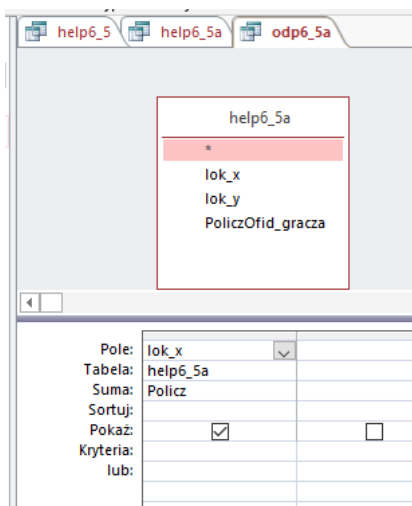 help6_5 help6_5a odp6_5a
help6_5a
*
lok_x
lok_y
PoliczOfid_gracza
Pole: lok_x
Tabela: help6_5a
Suma: Policz
Sortuj:
Pokaż:
Kryteria:
lub: